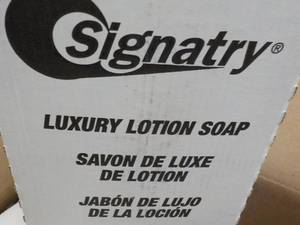 Signatry®
LUXURY LOTION SOAP
SAVON DE LUXE
DE LOTION
JABÓN DE LUJO
DE LA LOCIÓN